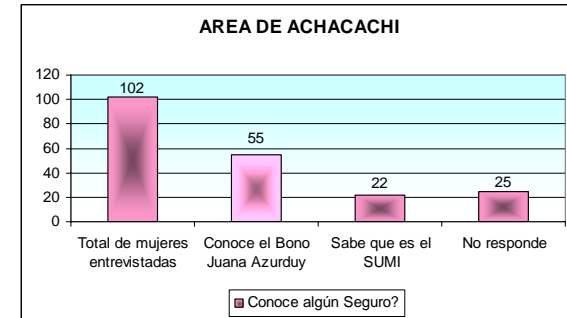 AREA DE ACHACACHI
120
100
80
60
40
20
0
102
55
22
25
Total de mujeres entrevistadas
Conoce el Bono Juana Azurduy
Sabe que es el SUMI
No responde
Conoce algún Seguro?